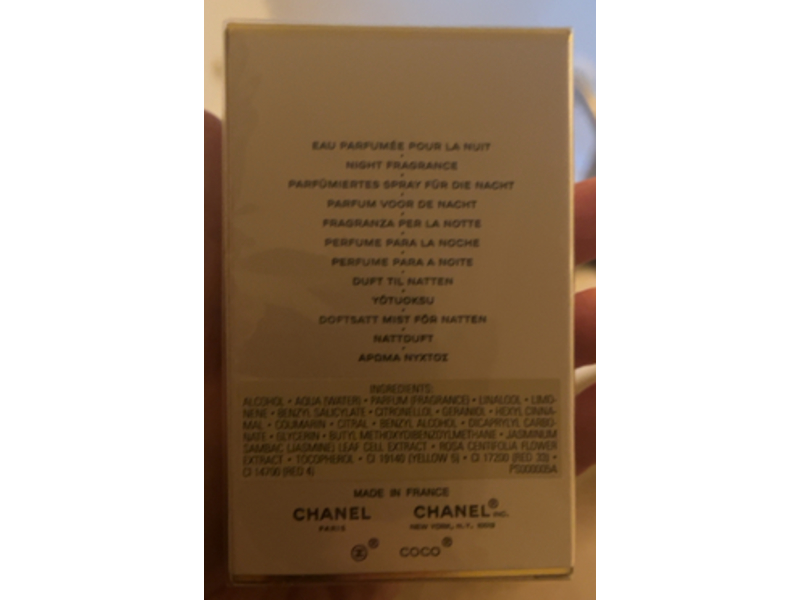 EAU PARFUMÉE POUR LA NUIT
NIGHT FRAGRANCE
PARFÜMIERTES SPRAY FÜR DIE NACHT
PARFUM VOOR DE NACHT
FRAGRANZA PER LA NOTTE
PERFUME PARA LA NOCHE
PERFUME PARA A NOITE
DUFT TIL NATTEN
YÖTUOKSU
DOFTSATT MIST FÖR NATTEN
NATTDUFT
ΑΡΩΜΑ ΝΥΧΤΟΣ
INGREDIENTS:
ALCOHOL • AQUA (WATER) • PARFUM (FRAGRANCE) • LINALOOL • LIMO-
NENE • BENZYL SALICYLATE • CITRONELLOL • GERANIOL • HEXYL CINNA-
MAL • COUMARIN • CITRAL • BENZYL ALCOHOL • DICAPRYLYL CARBO-
NATE • GLYCERIN • BUTYL METHOXYDIBENZOYLMETHANE • JASMINUM
SAMBAC (JASMINE) LEAF CELL EXTRACT • ROSA CENTIFOLIA FLOWER
EXTRACT • TOCOPHEROL • CI 19140 (YELLOW 5) • CI 17200 (RED 33) •
CI 14700 (RED 4)
MADE IN FRANCE
CHANEL CHANEL® INC.
PARIS NEW YORK, N.Y.
® COCO®